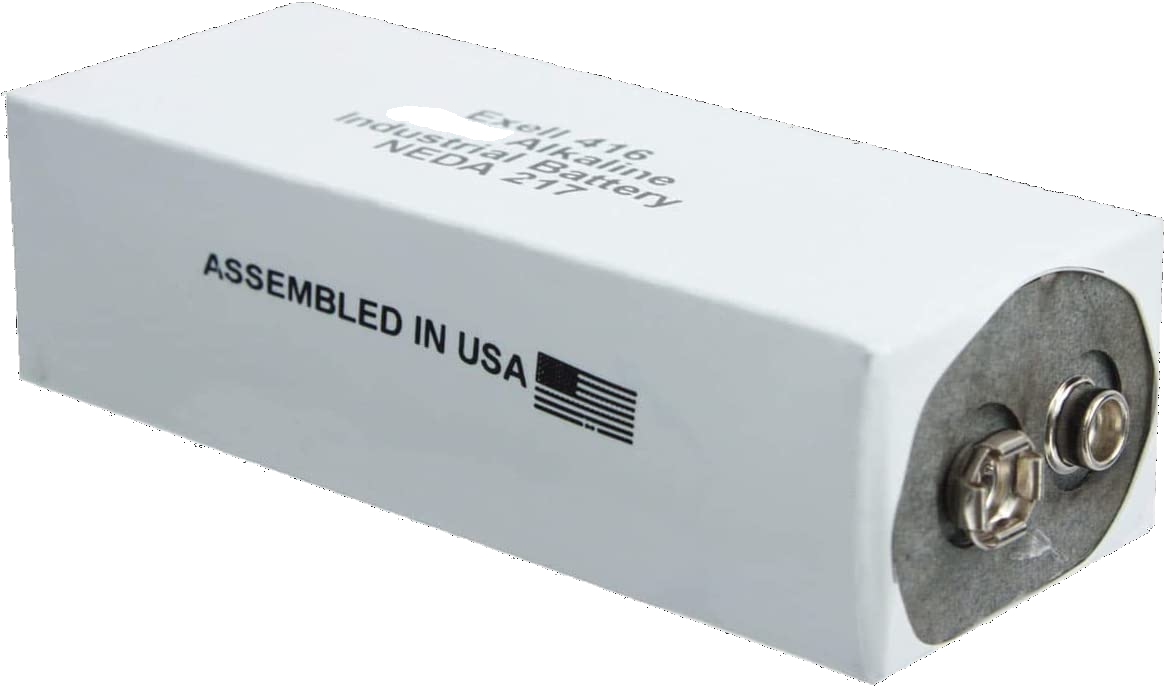 Exell 416
Alkaline
Industrial Battery
NEDA 217
ASSEMBLED IN USA